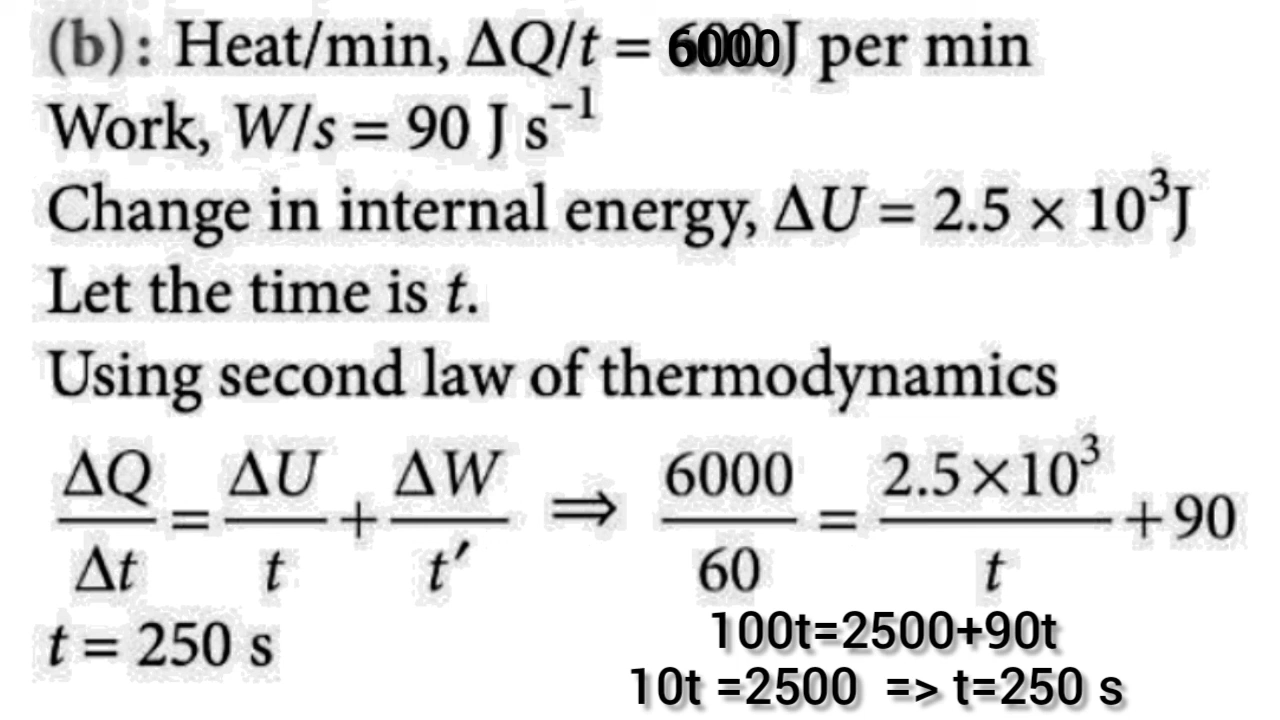 (b): Heat/min, ΔQ/t = 6000J per min
Work, W/s = 90 J s⁻¹
Change in internal energy, ΔU = 2.5 × 10³J
Let the time is t.
Using second law of thermodynamics
ΔQ/Δt = ΔU/t + ΔW/t′ ⇒ 6000/60 = 2.5×10³/t + 90
t = 250 s
100t=2500+90t
10t =2500 => t=250 s